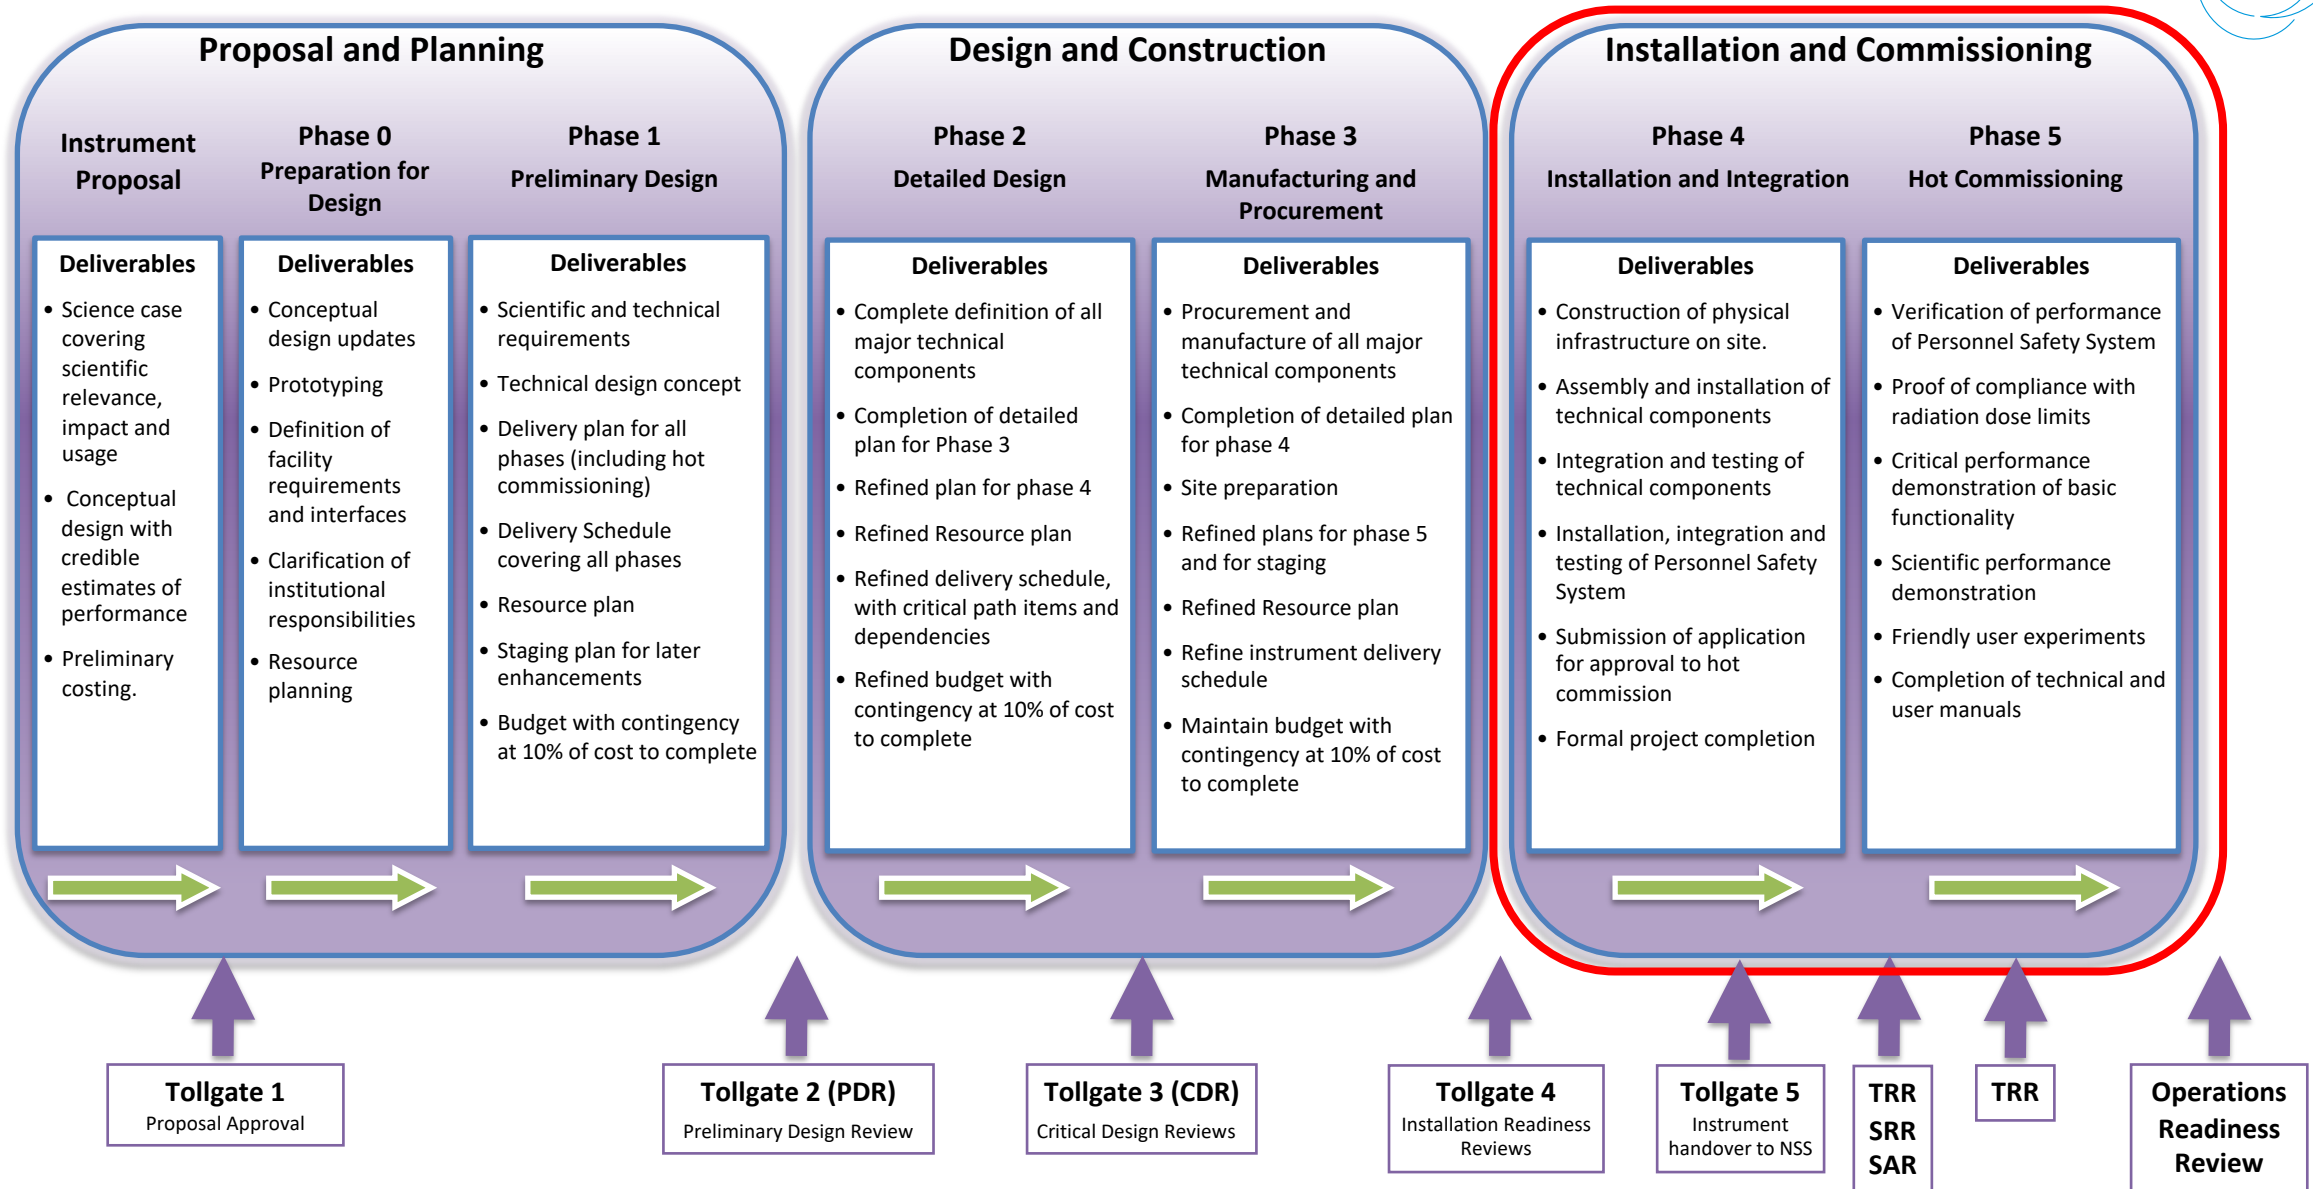 Proposal and Planning
Instrument
Proposal
Deliverables
• Science case
covering
scientific
relevance,
impact and
usage
• Conceptual
design with
credible
estimates of
performance
• Preliminary
costing.
Phase 0
Preparation for
Design
Deliverables
• Conceptual
design updates
• Prototyping
• Definition of
facility
requirements
and interfaces
• Clarification of
institutional
responsibilities
• Resource
planning
Phase 1
Preliminary Design
Deliverables
• Scientific and technical
requirements
• Technical design concept
• Delivery plan for all
phases (including hot
commissioning)
• Delivery Schedule
covering all phases
• Resource plan
• Staging plan for later
enhancements
• Budget with contingency
at 10% of cost to complete
Design and Construction
Phase 2
Detailed Design
Deliverables
• Complete definition of all
major technical
components
• Completion of detailed
plan for Phase 3
• Refined plan for phase 4
• Refined Resource plan
• Refined delivery schedule,
with critical path items and
dependencies
• Refined budget with
contingency at 10% of cost
to complete
Phase 3
Manufacturing and
Procurement
Deliverables
• Procurement and
manufacture of all major
technical components
• Completion of detailed plan
for phase 4
• Site preparation
• Refined plans for phase 5
and for staging
• Refined Resource plan
• Refine instrument delivery
schedule
• Maintain budget with
contingency at 10% of cost
to complete
Installation and Commissioning
Phase 4
Installation and Integration
Deliverables
• Construction of physical
infrastructure on site.
• Assembly and installation of
technical components
• Integration and testing of
technical components
• Installation, integration and
testing of Personnel Safety
System
• Submission of application
for approval to hot
commission
• Formal project completion
Phase 5
Hot Commissioning
Deliverables
• Verification of performance
of Personnel Safety System
• Proof of compliance with
radiation dose limits
• Critical performance
demonstration of basic
functionality
• Scientific performance
demonstration
• Friendly user experiments
• Completion of technical and
user manuals
Tollgate 1
Proposal Approval
Tollgate 2 (PDR)
Preliminary Design Review
Tollgate 3 (CDR)
Critical Design Reviews
Tollgate 4
Installation Readiness
Reviews
Tollgate 5
Instrument
handover to NSS
TRR
SRR
SAR
TRR
Operations
Readiness
Review